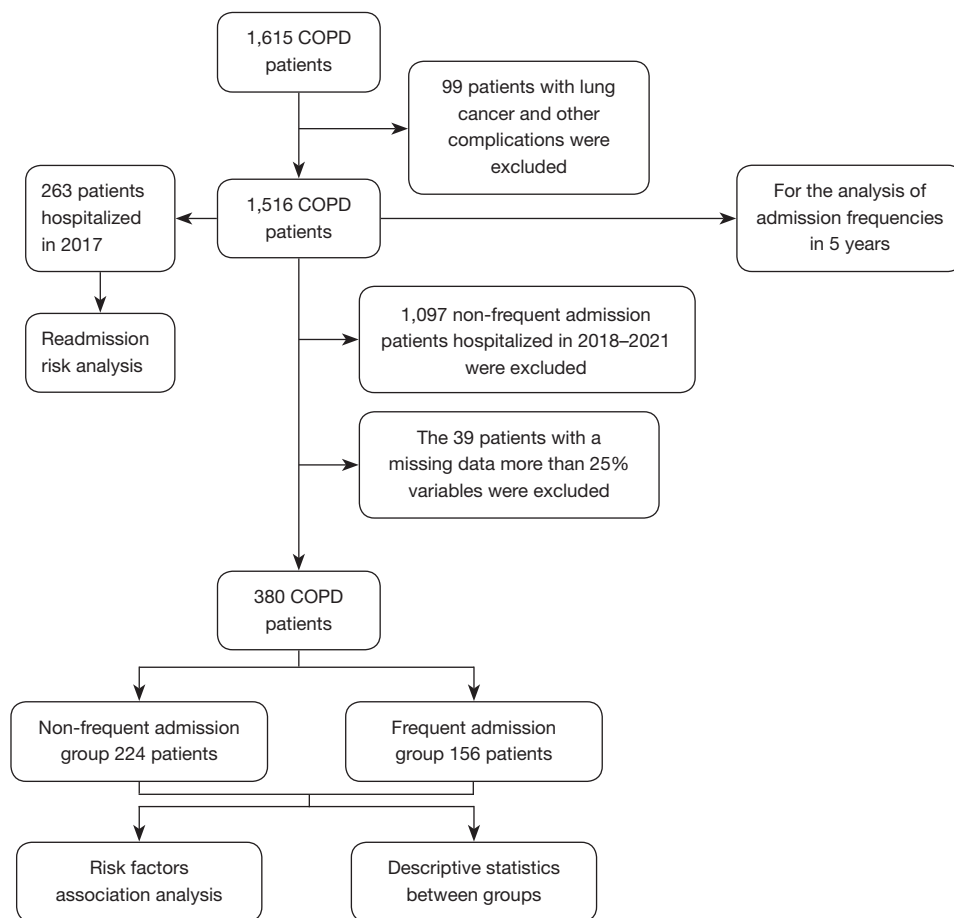 1,615 COPD
patients
99 patients with lung
cancer and other
complications were
excluded
263 patients
hospitalized
in 2017
1,516 COPD
patients
For the analysis of
admission frequencies
in 5 years
Readmission
risk analysis
1,097 non-frequent admission
patients hospitalized in 2018–2021
were excluded
The 39 patients with a
missing data more than 25%
variables were excluded
380 COPD
patients
Non-frequent admission
group 224 patients
Frequent admission
group 156 patients
Risk factors
association analysis
Descriptive statistics
between groups